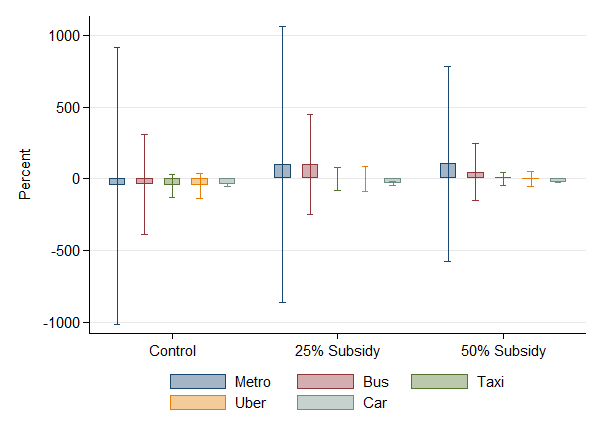 1000
500
0
-500
-1000
Percent
Control 25% Subsidy 50% Subsidy
Metro Bus Taxi
Uber Car